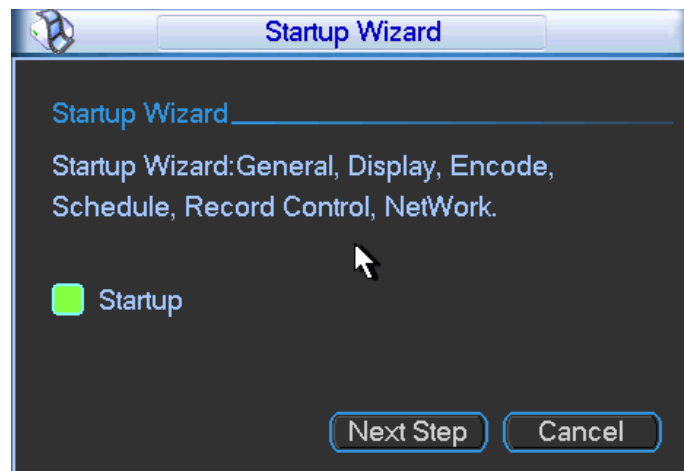 Startup Wizard
Startup Wizard
Startup Wizard:General, Display, Encode,
Schedule, Record Control, NetWork.
Startup
Next Step
Cancel